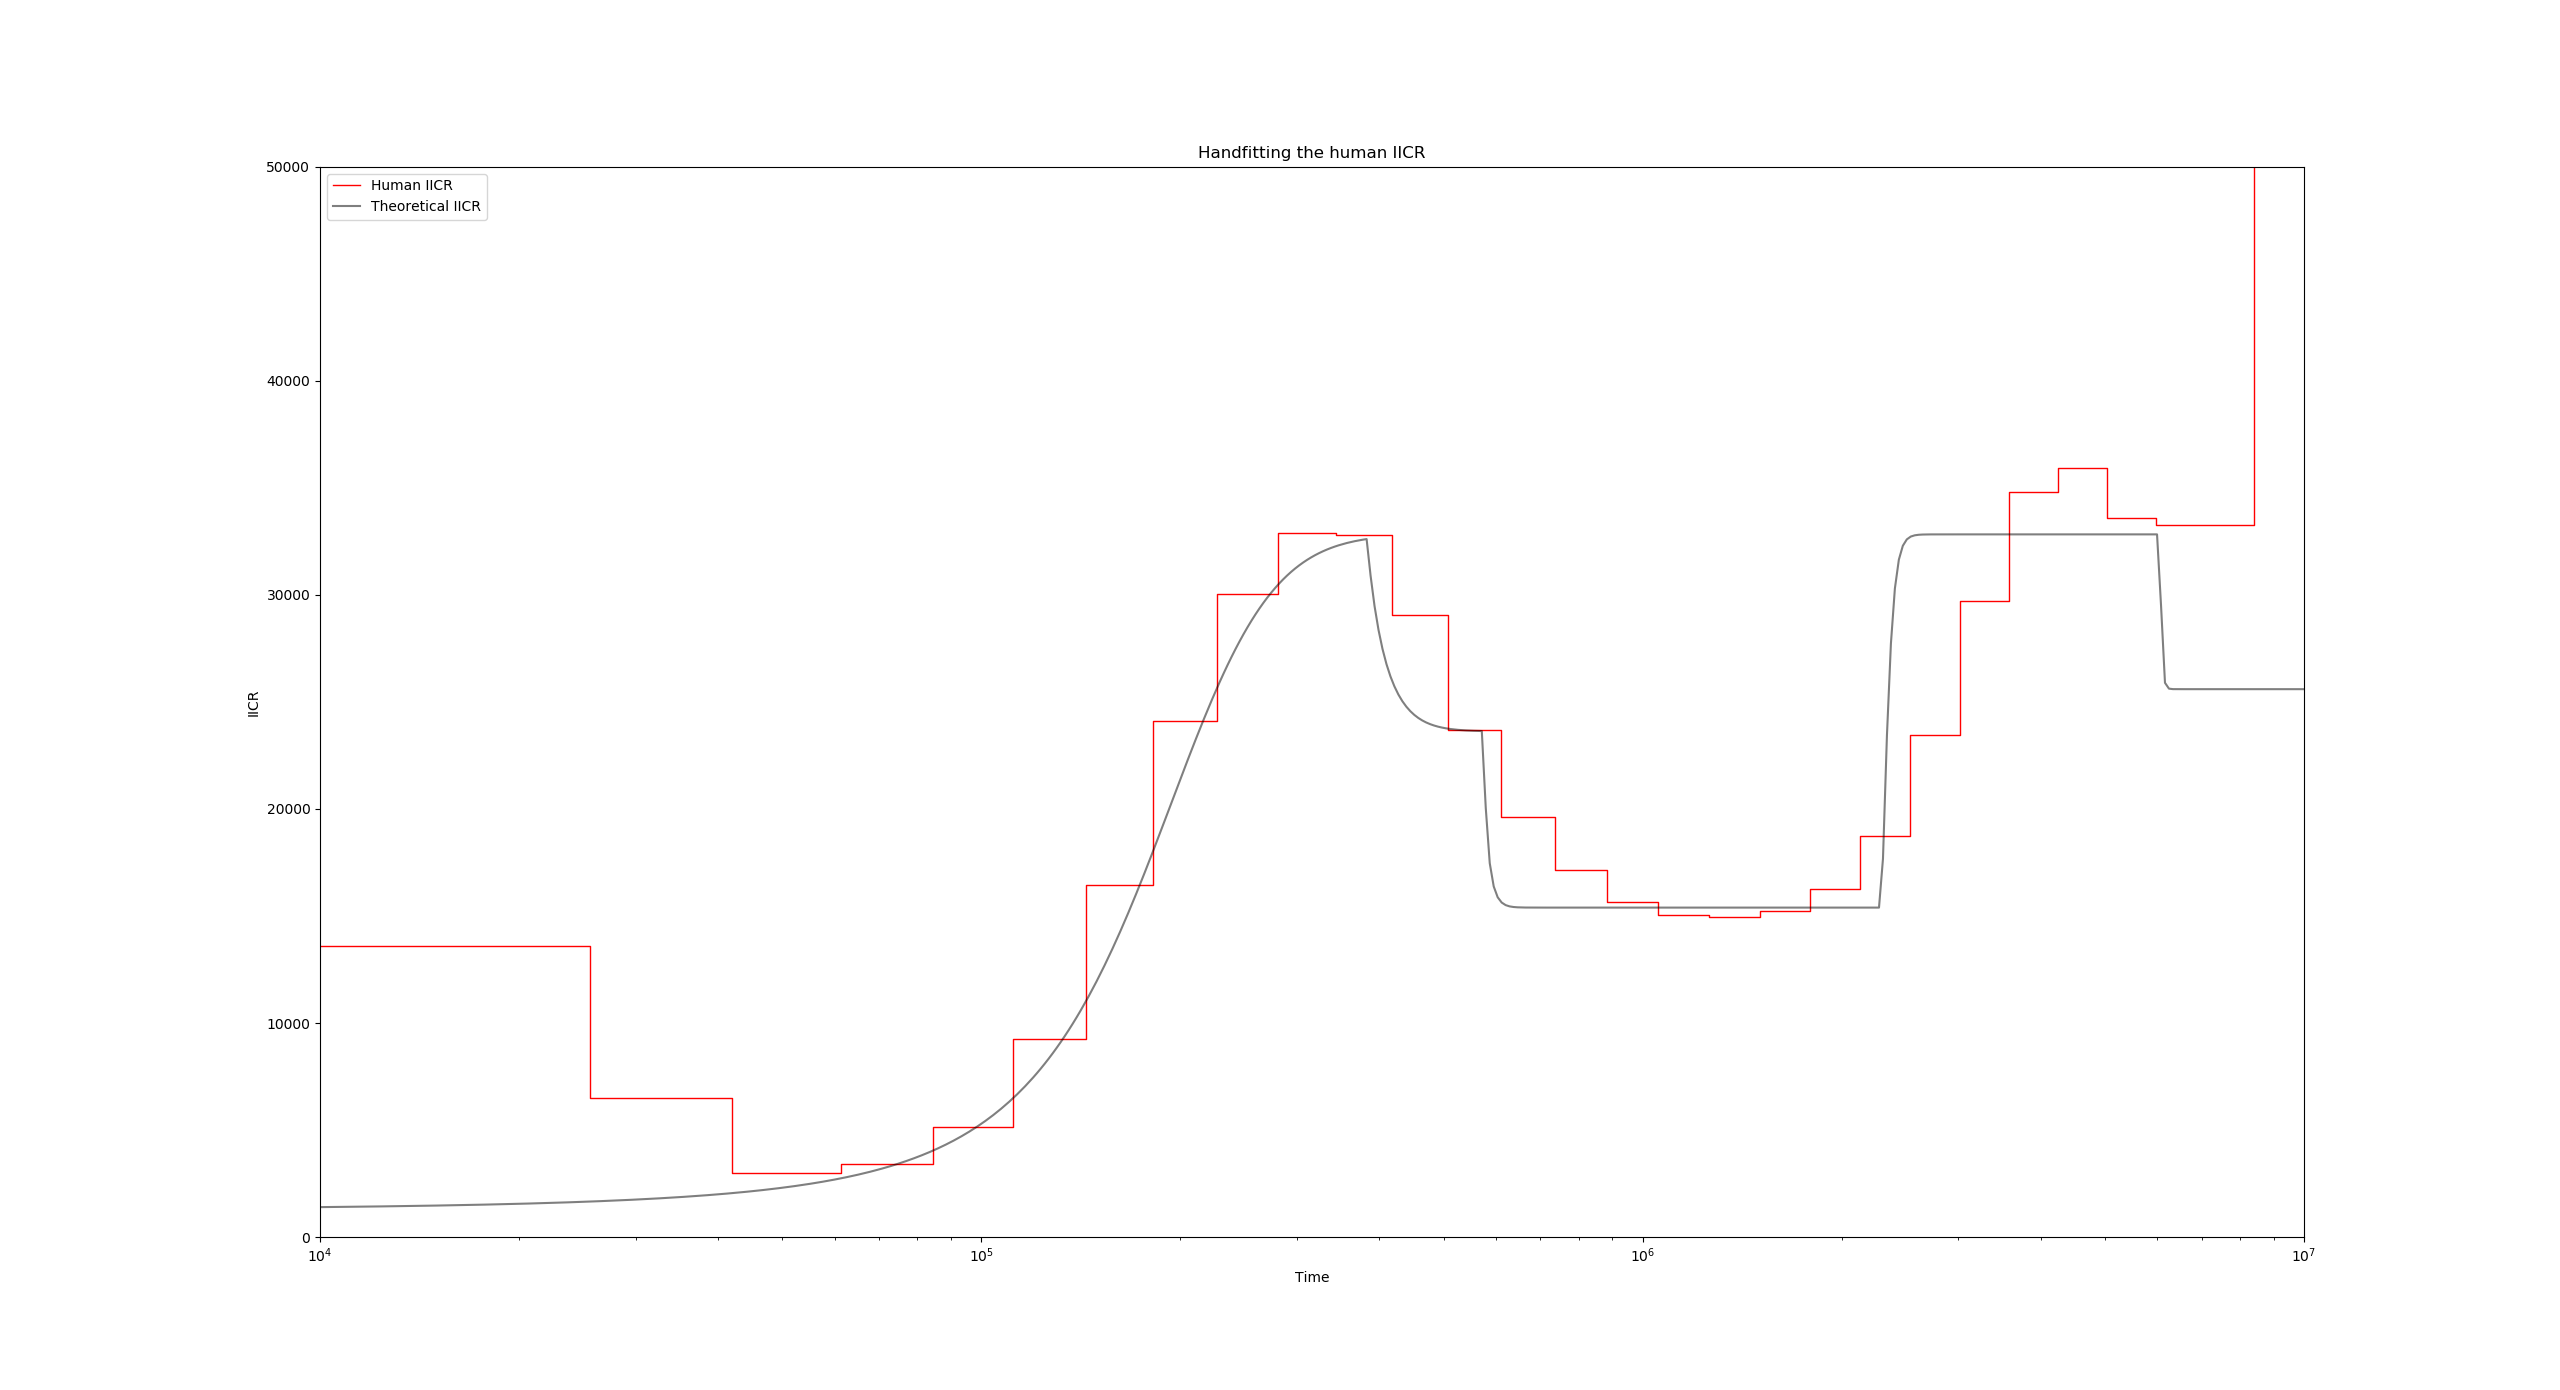 Handfitting the human IICR
50000
Human IICR
Theoretical IICR
40000
30000
IICR
20000
10000
0
10⁴
10⁵
10⁶
10⁷
Time